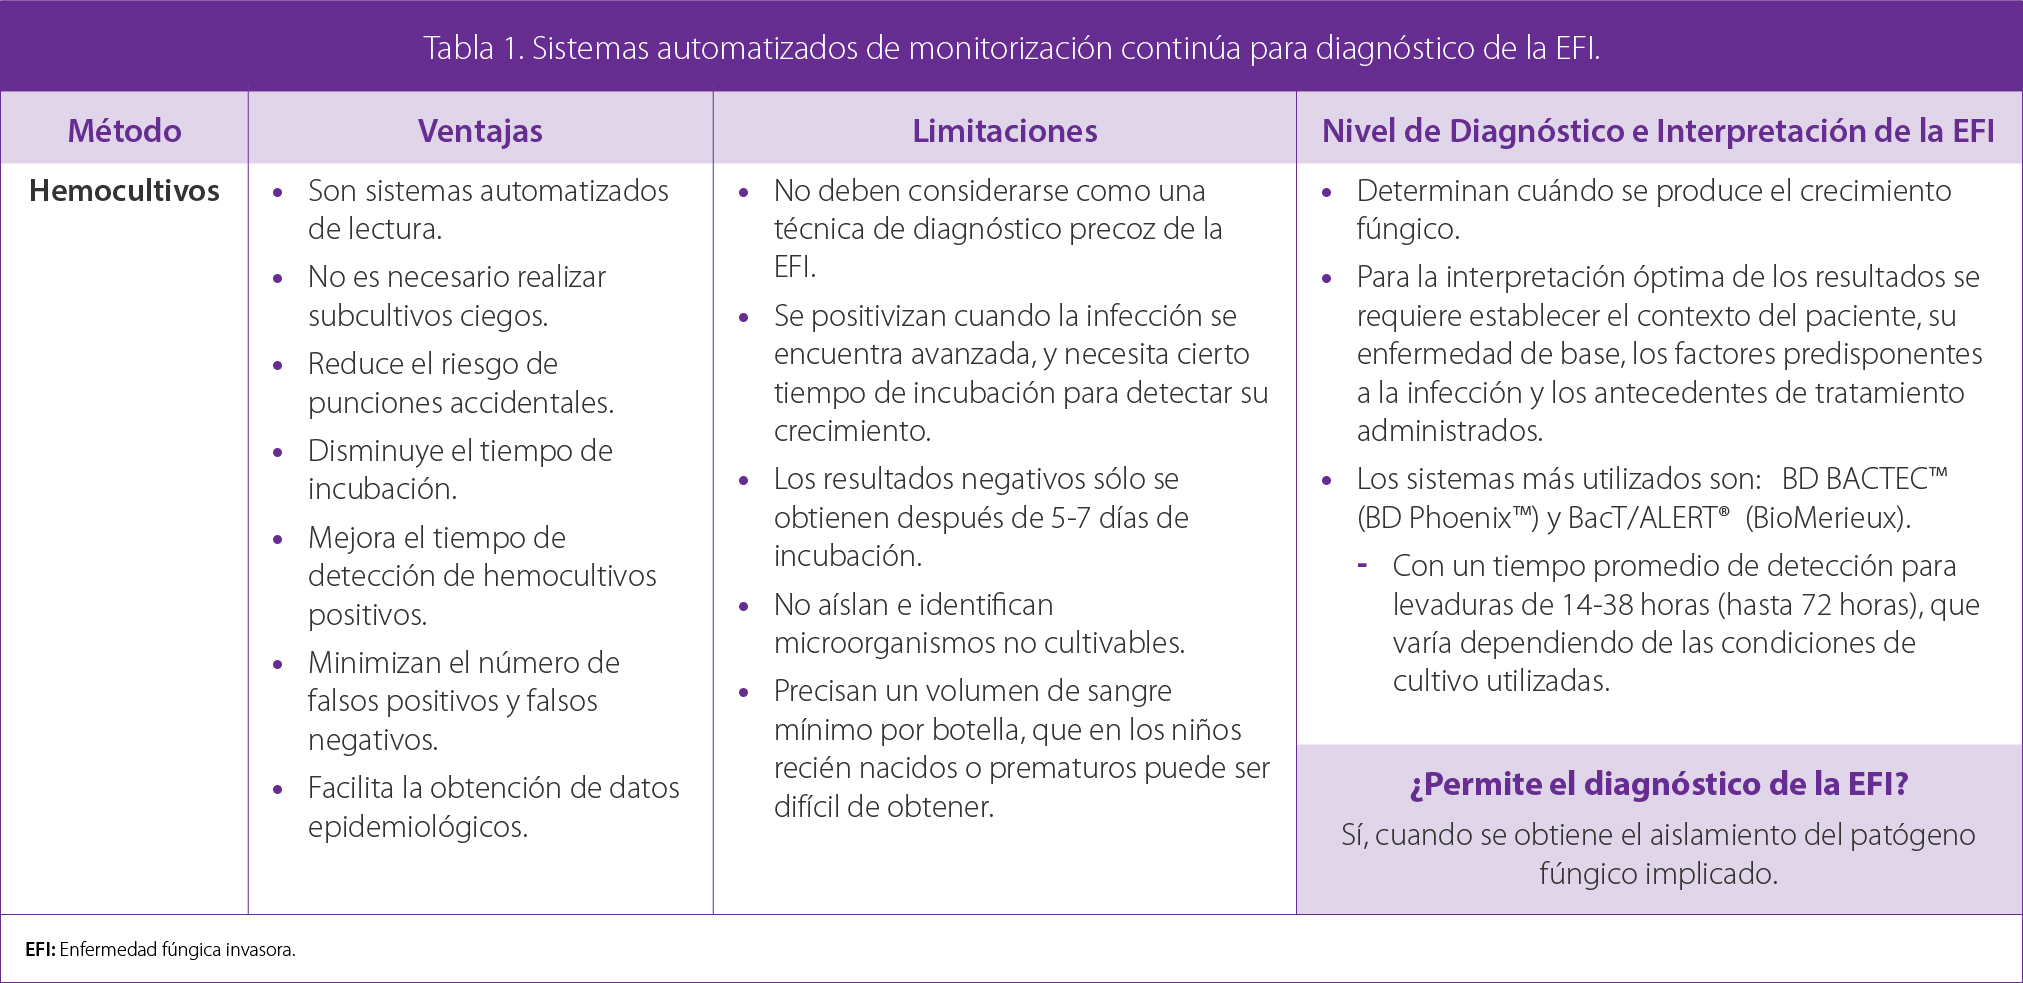 Tabla 1. Sistemas automatizados de monitorización continúa para diagnóstico de la EFI.
Método
Ventajas
Limitaciones
Nivel de Diagnóstico e Interpretación de la EFI
Hemocultivos
• Son sistemas automatizados
de lectura.
• No es necesario realizar
subcultivos ciegos.
• Reduce el riesgo de
punciones accidentales.
• Disminuye el tiempo de
incubación.
• Mejora el tiempo de
detección de hemocultivos
positivos.
• Minimizan el número de
falsos positivos y falsos
negativos.
• Facilita la obtención de datos
epidemiológicos.
• No deben considerarse como una
técnica de diagnóstico precoz de la
EFI.
• Se positivizan cuando la infección se
encuentra avanzada, y necesita cierto
tiempo de incubación para detectar su
crecimiento.
• Los resultados negativos sólo se
obtienen después de 5-7 días de
incubación.
• No aíslan e identifican
microorganismos no cultivables.
• Precisan un volumen de sangre
mínimo por botella, que en los niños
recién nacidos o prematuros puede ser
difícil de obtener.
• Determinan cuándo se produce el crecimiento
fúngico.
• Para la interpretación óptima de los resultados se
requiere establecer el contexto del paciente, su
enfermedad de base, los factores predisponentes
a la infección y los antecedentes de tratamiento
administrados.
• Los sistemas más utilizados son: BD BACTEC™
(BD Phoenix™) y BacT/ALERT® (BioMerieux).
- Con un tiempo promedio de detección para
levaduras de 14-38 horas (hasta 72 horas), que
varía dependiendo de las condiciones de
cultivo utilizadas.
¿Permite el diagnóstico de la EFI?
Sí, cuando se obtiene el aislamiento del patógeno
fúngico implicado.
EFI: Enfermedad fúngica invasora.